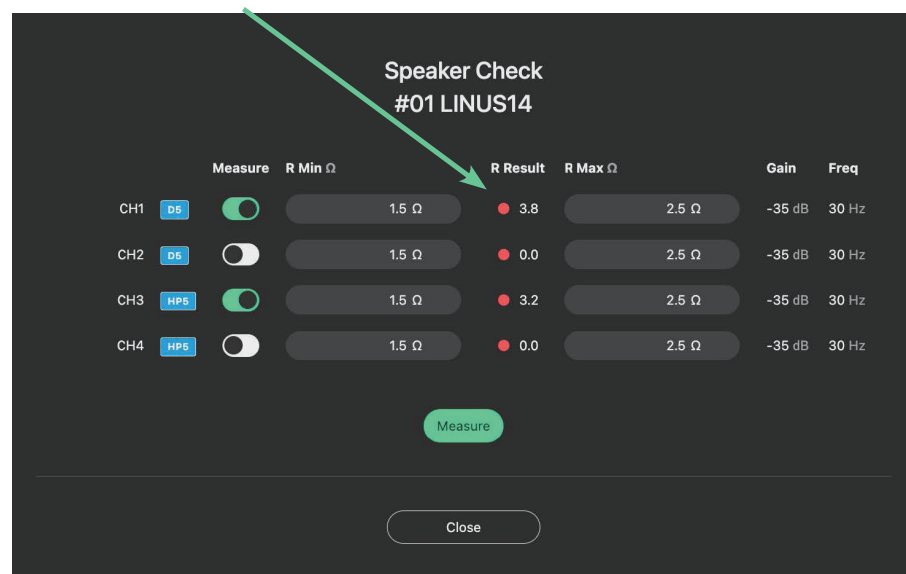 Speaker Check
#01 LINUS14
Measure R Min Ω R Result R Max Ω Gain Freq
CH1 D5 1.5 Ω 3.8 2.5 Ω -35 dB 30 Hz
CH2 D5 1.5 Ω 0.0 2.5 Ω -35 dB 30 Hz
CH3 HP5 1.5 Ω 3.2 2.5 Ω -35 dB 30 Hz
CH4 HP5 1.5 Ω 0.0 2.5 Ω -35 dB 30 Hz
Measure
Close